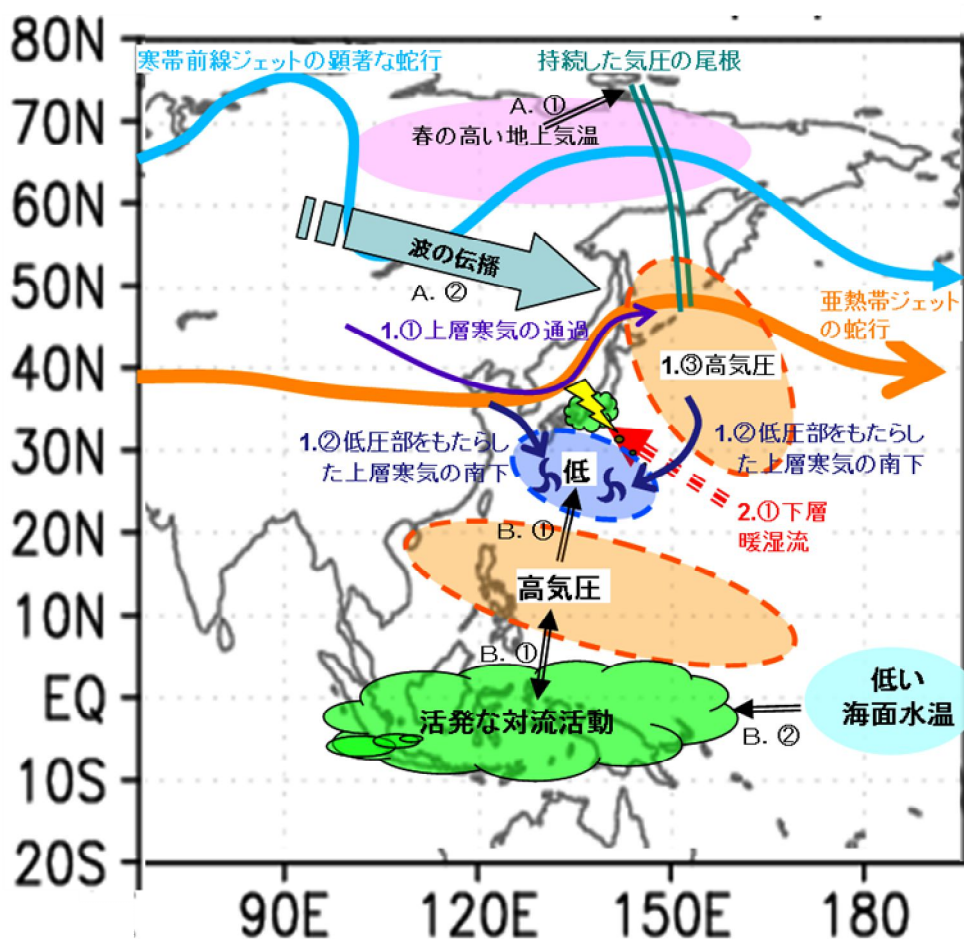 80N
寒帯前線ジェットの顕著な蛇行
持続した気圧の尾根
70N
A. ①
春の高い地上気温
60N
波の伝播
50N
A. ②
亜熱帯ジェット
の蛇行
1.①上層寒気の通過
40N
1.③高気圧
30N
1.②低圧部をもたらし
た上層寒気の南下
1.②低圧部をもたらし
た上層寒気の南下
低
20N
B. ①
2.①下層
暖湿流
高気圧
10N
B. ①
EQ
低い
海面水温
活発な対流活動
B. ②
10S
20S
90E
120E
150E
180